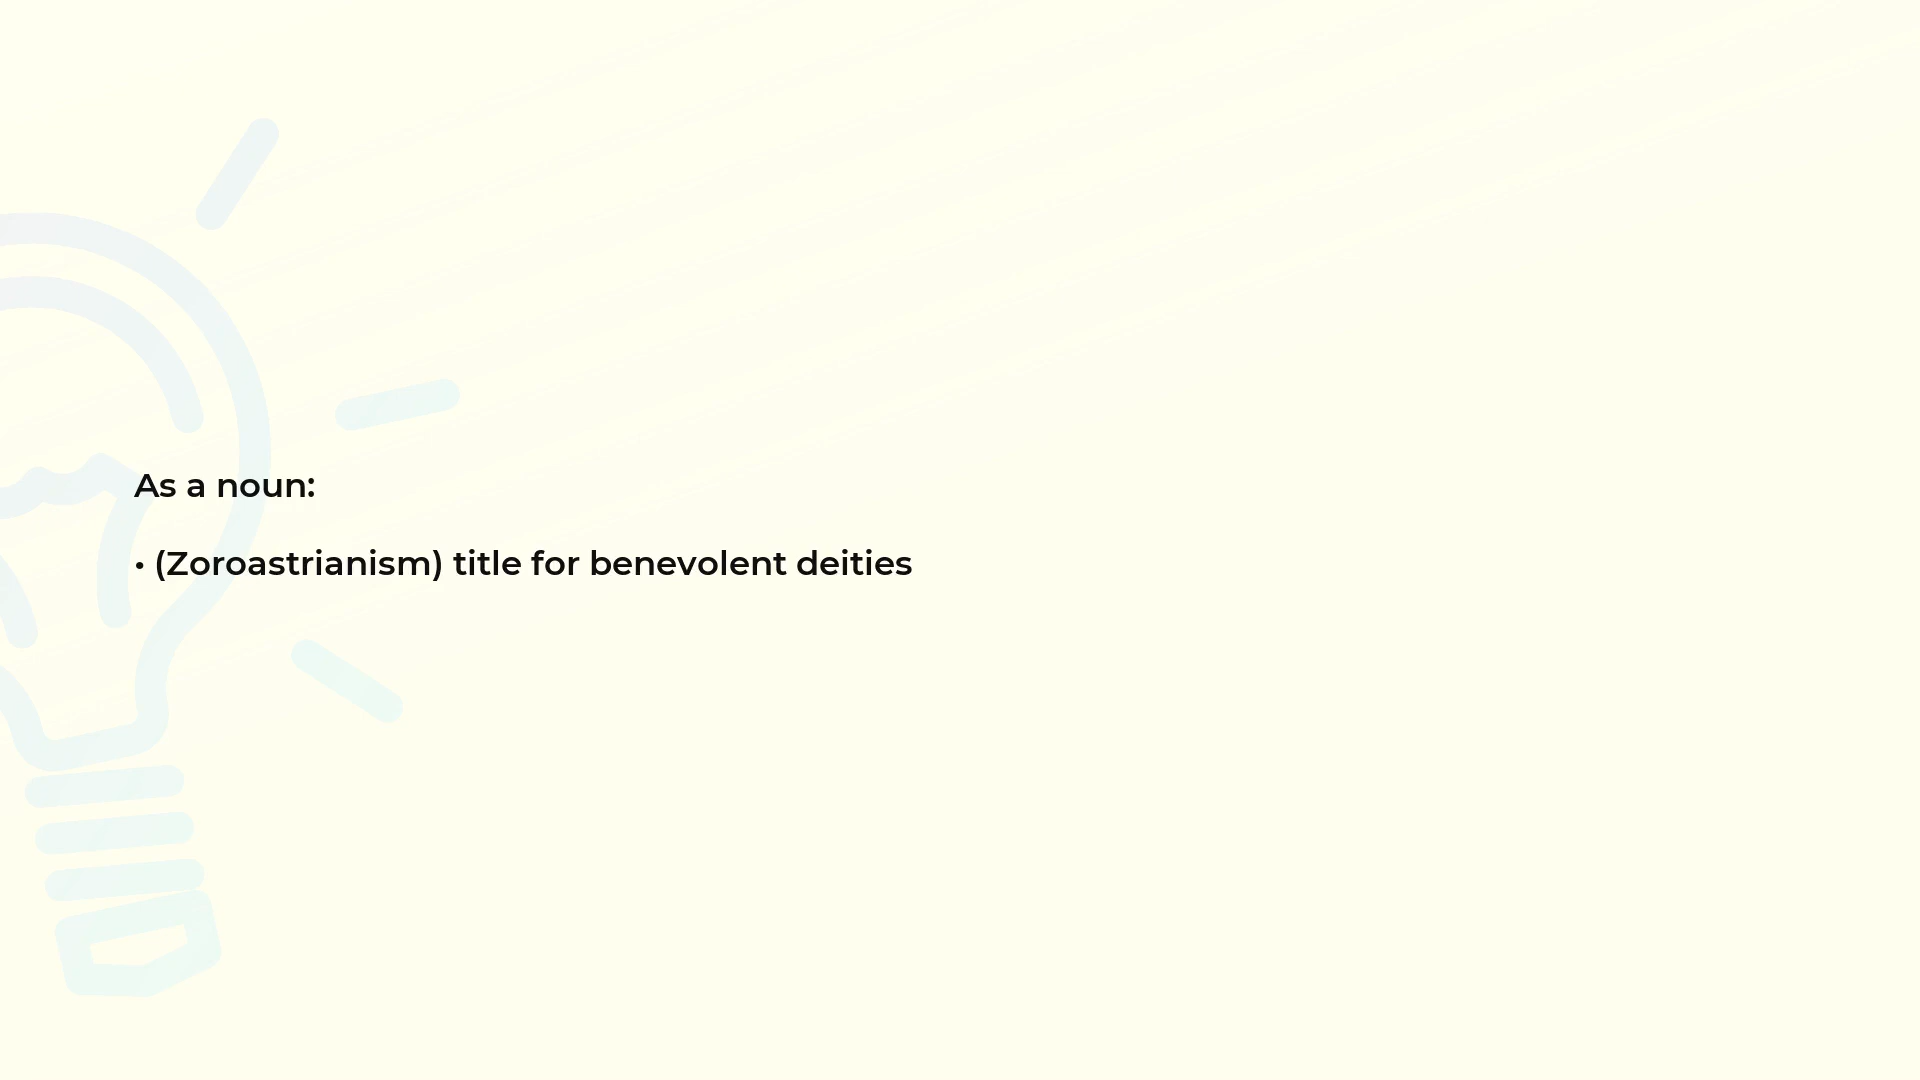 As a noun:
• (Zoroastrianism) title for benevolent deities